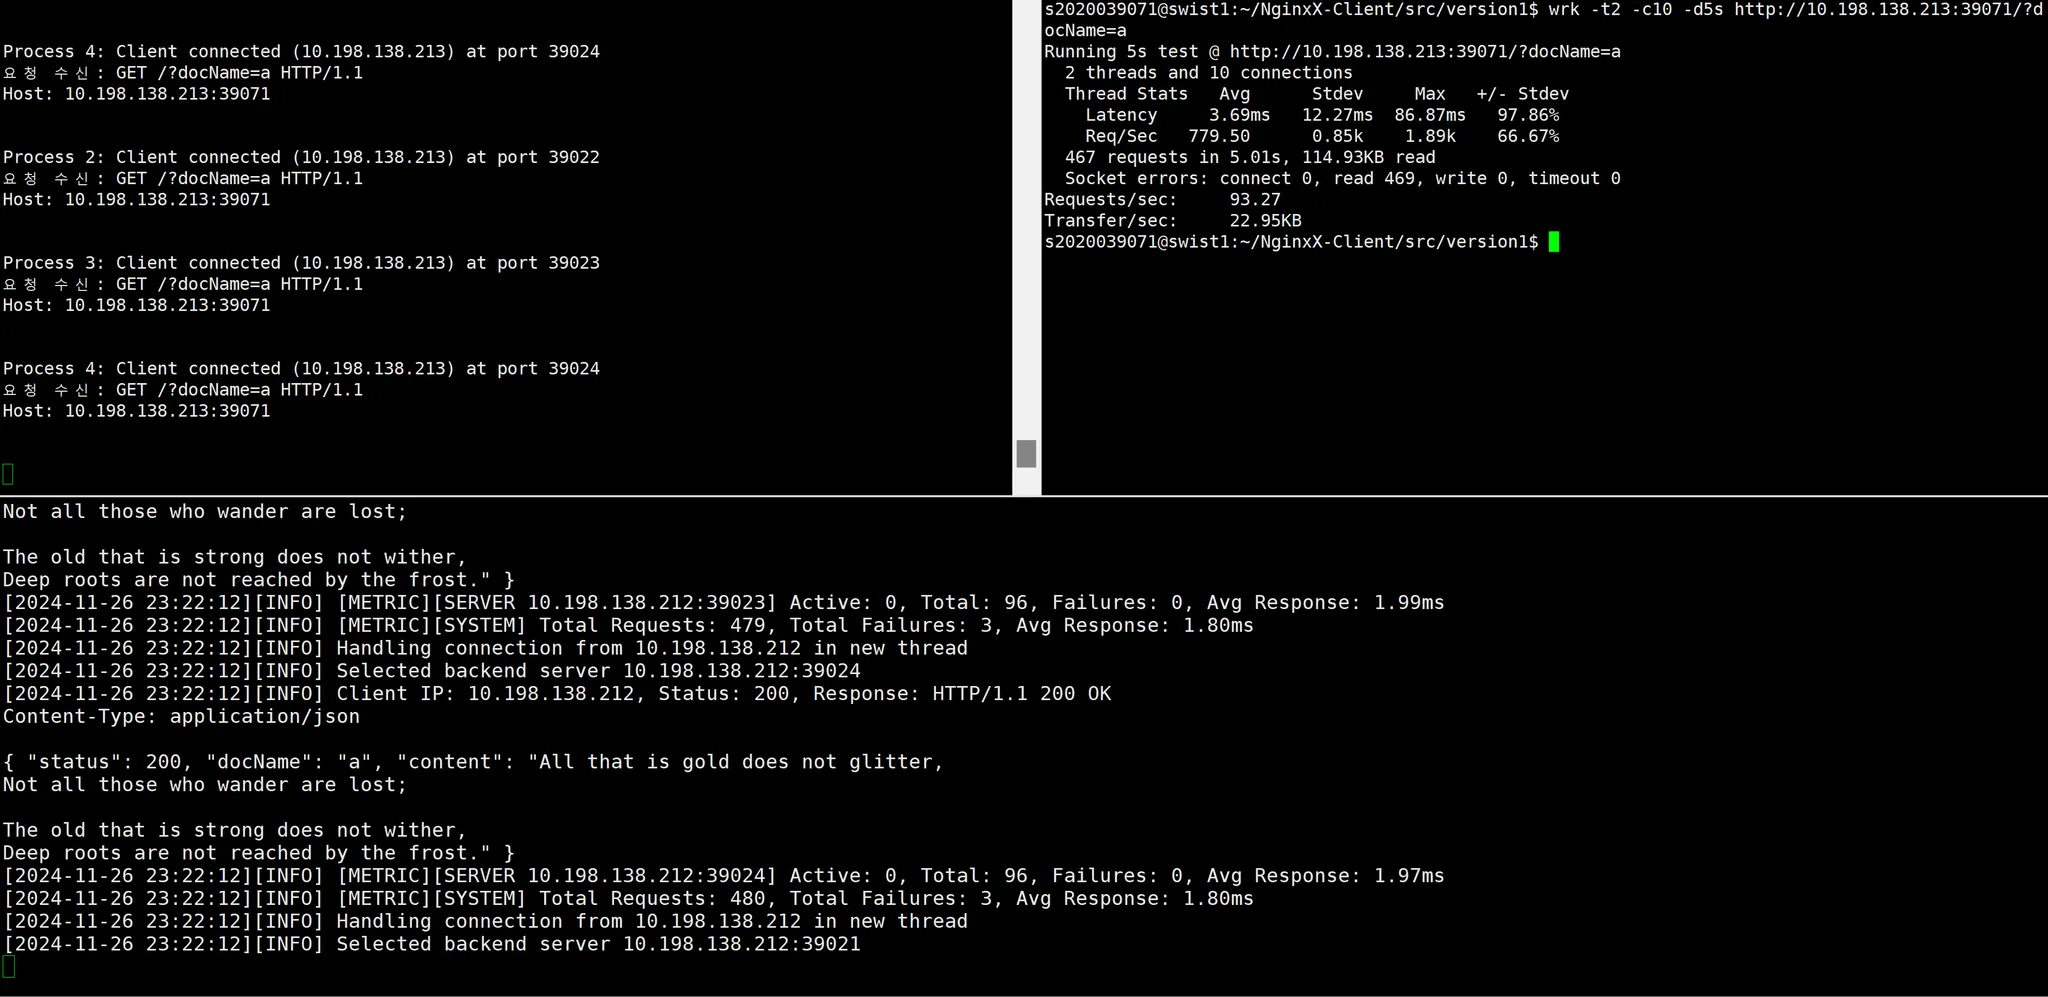 Process 4: Client connected (10.198.138.213) at port 39024
요청 수신: GET /?docName=a HTTP/1.1
Host: 10.198.138.213:39071
Process 2: Client connected (10.198.138.213) at port 39022
요청 수신: GET /?docName=a HTTP/1.1
Host: 10.198.138.213:39071
Process 3: Client connected (10.198.138.213) at port 39023
요청 수신: GET /?docName=a HTTP/1.1
Host: 10.198.138.213:39071
Process 4: Client connected (10.198.138.213) at port 39024
요청 수신: GET /?docName=a HTTP/1.1
Host: 10.198.138.213:39071
s2020039071@swist1:~/NginxX-Client/src/version1$ wrk -t2 -c10 -d5s http://10.198.138.213:39071/?d
ocName=a
Running 5s test @ http://10.198.138.213:39071/?docName=a
2 threads and 10 connections
Thread Stats Avg Stdev Max +/- Stdev
Latency 3.69ms 12.27ms 86.87ms 97.86%
Req/Sec 779.50 0.85k 1.89k 66.67%
467 requests in 5.01s, 114.93KB read
Socket errors: connect 0, read 469, write 0, timeout 0
Requests/sec: 93.27
Transfer/sec: 22.95KB
s2020039071@swist1:~/NginxX-Client/src/version1$
Not all those who wander are lost;
The old that is strong does not wither,
Deep roots are not reached by the frost." }
[2024-11-26 23:22:12][INFO] [METRIC][SERVER 10.198.138.212:39023] Active: 0, Total: 96, Failures: 0, Avg Response: 1.99ms
[2024-11-26 23:22:12][INFO] [METRIC][SYSTEM] Total Requests: 479, Total Failures: 3, Avg Response: 1.80ms
[2024-11-26 23:22:12][INFO] Handling connection from 10.198.138.212 in new thread
[2024-11-26 23:22:12][INFO] Selected backend server 10.198.138.212:39024
[2024-11-26 23:22:12][INFO] Client IP: 10.198.138.212, Status: 200, Response: HTTP/1.1 200 OK
Content-Type: application/json
{ "status": 200, "docName": "a", "content": "All that is gold does not glitter,
Not all those who wander are lost;
The old that is strong does not wither,
Deep roots are not reached by the frost." }
[2024-11-26 23:22:12][INFO] [METRIC][SERVER 10.198.138.212:39024] Active: 0, Total: 96, Failures: 0, Avg Response: 1.97ms
[2024-11-26 23:22:12][INFO] [METRIC][SYSTEM] Total Requests: 480, Total Failures: 3, Avg Response: 1.80ms
[2024-11-26 23:22:12][INFO] Handling connection from 10.198.138.212 in new thread
[2024-11-26 23:22:12][INFO] Selected backend server 10.198.138.212:39021